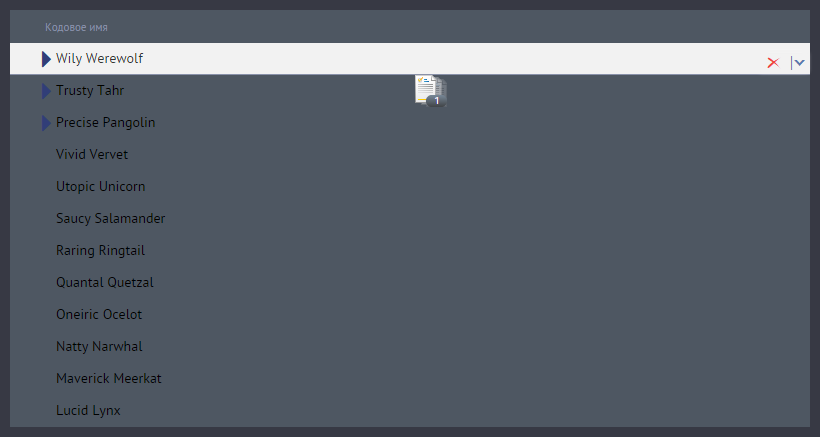 Кодовое имя
Wily Werewolf
Trusty Tahr
1
Precise Pangolin
Vivid Vervet
Utopic Unicorn
Saucy Salamander
Raring Ringtail
Quantal Quetzal
Oneiric Ocelot
Natty Narwhal
Maverick Meerkat
Lucid Lynx